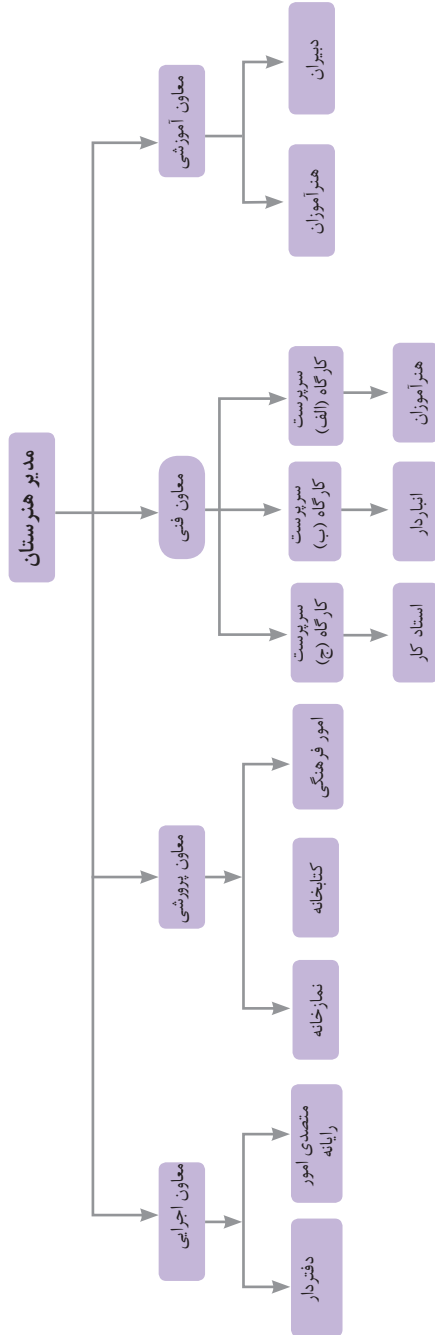 مدیر هنرستان
معاون آموزشی
معاون فنی
معاون پرورشی
معاون اجرایی
دبیران
هنرآموزان
سرپرست
کارگاه (الف)
سرپرست
کارگاه (ب)
سرپرست
کارگاه (ج)
امور فرهنگی
کتابخانه
نمازخانه
متصدی امور
رایانه
دفتردار
هنرآموزان
انباردار
استاد کار